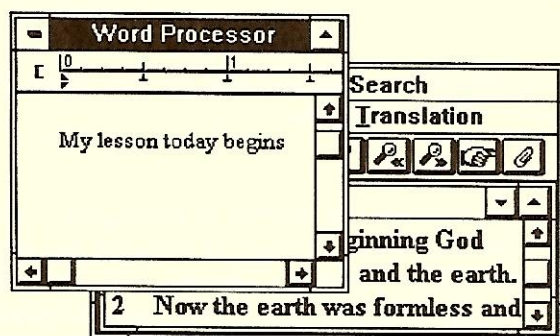 Word Processor
0 1
My lesson today begins
Search
Translation
ginning God
and the earth.
2 Now the earth was formless and